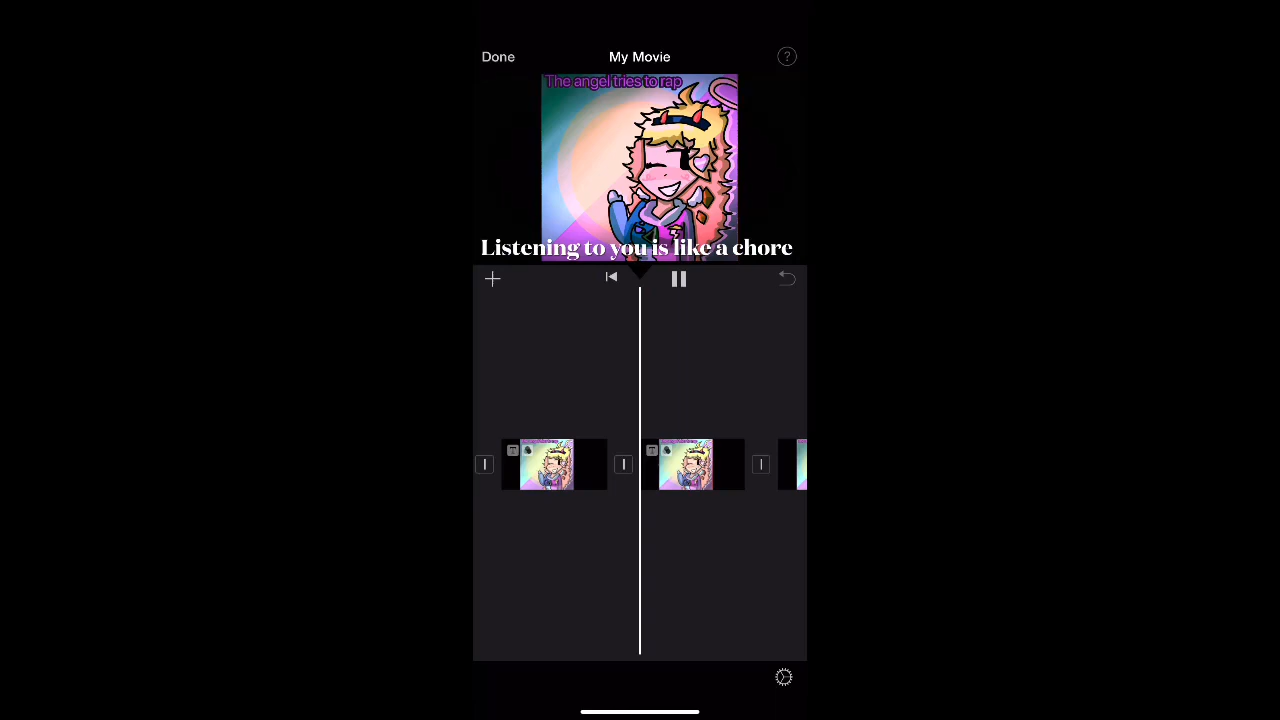 Done
My Movie
?
The angel tries to rap
Listening to you is like a chore
T
T